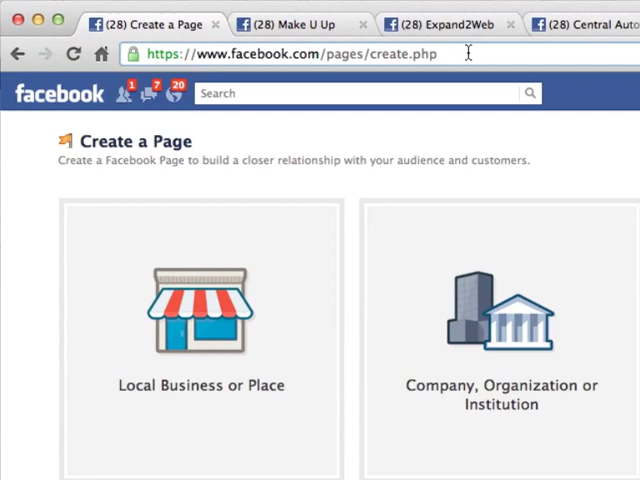 (28) Create a Page
(28) Make U Up
(28) Expand2Web
(28) Central Auto
https://www.facebook.com/pages/create.php
facebook
1
7
20
Search
Create a Page
Create a Facebook Page to build a closer relationship with your audience and customers.
Local Business or Place
Company, Organization or
Institution